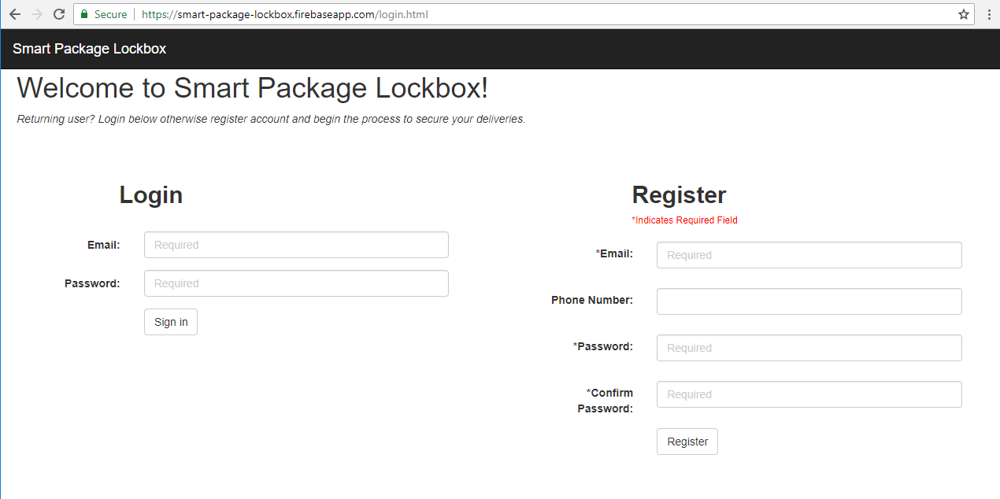 Secure https://smart-package-lockbox.firebaseapp.com/login.html
Smart Package Lockbox
Welcome to Smart Package Lockbox!
Returning user? Login below otherwise register account and begin the process to secure your deliveries.
Login
Email: Required
Password: Required
Sign in
Register
*Indicates Required Field
*Email: Required
Phone Number:
*Password: Required
*Confirm
Password:
Required
Register